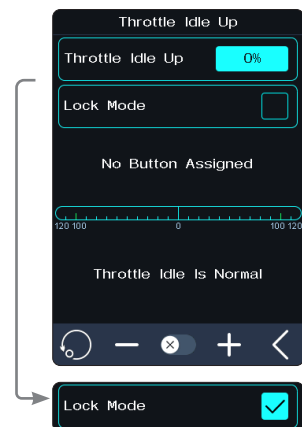 Throttle Idle Up
Throttle Idle Up 0%
Lock Mode
No Button Assigned
120 100 0 100 120
Throttle Idle Is Normal
Lock Mode